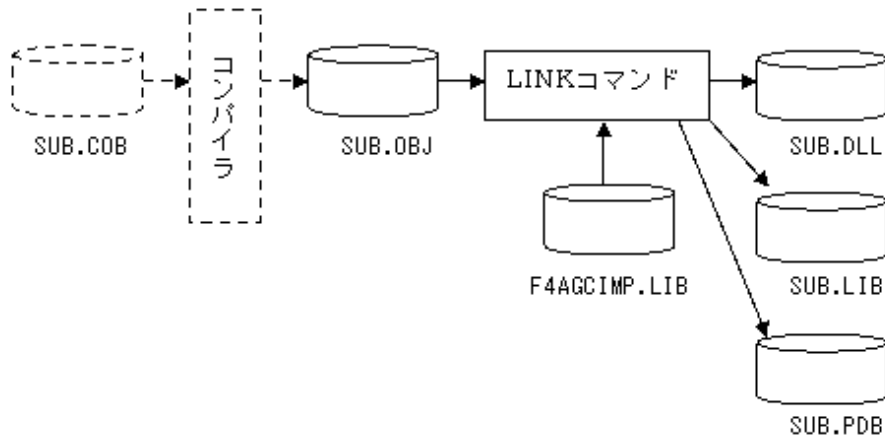 コンパイラ
LINKコマンド
SUB.COB
SUB.OBJ
SUB.DLL
F4AGCIMP.LIB
SUB.LIB
SUB.PDB